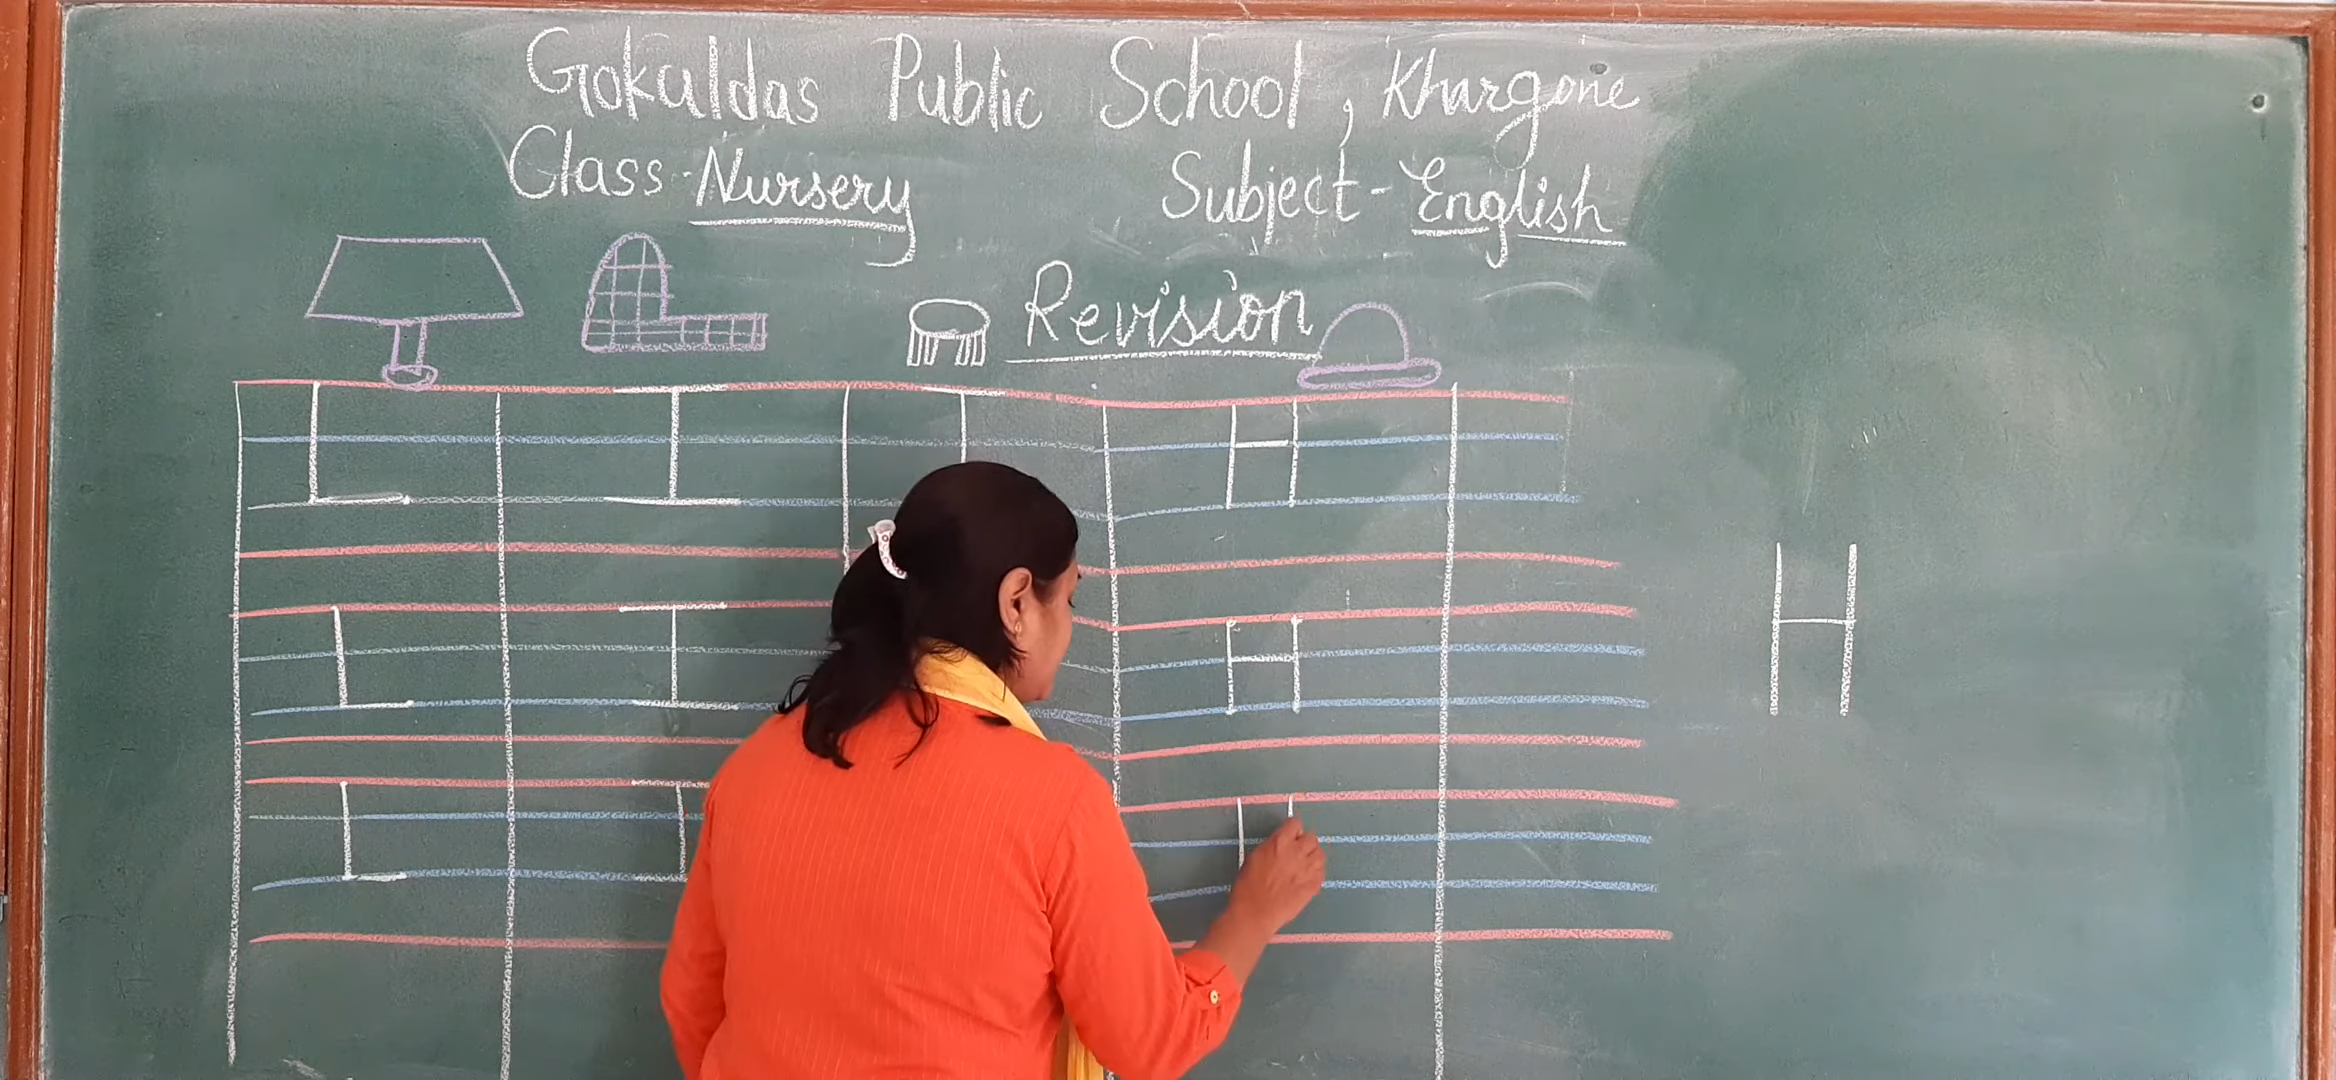 Gokuldas Public School, Khargone
Class-Nursery Subject-English
Revision
L I H
L I H H
L